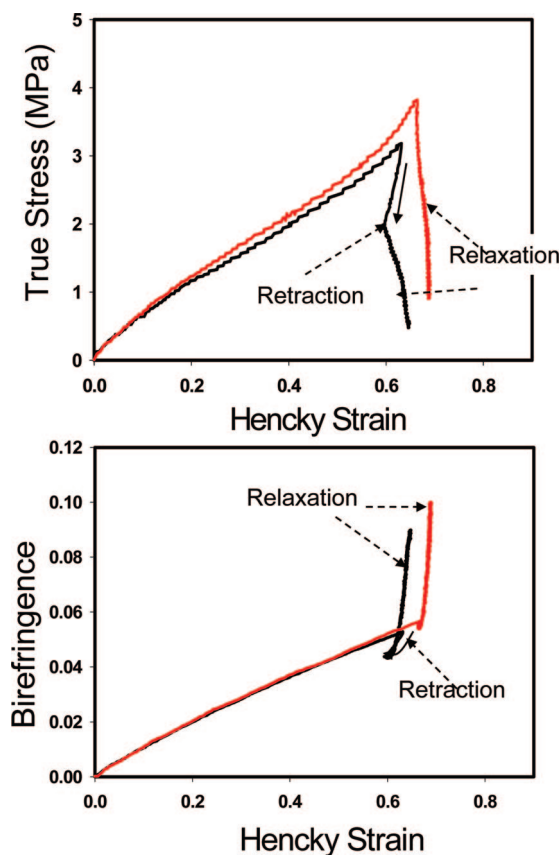 5
4
3
2
1
0
True Stress (MPa)
Relaxation
Retraction
0.0 0.2 0.4 0.6 0.8
Hencky Strain
0.12
0.10
0.08
0.06
0.04
0.02
0.00
Birefringence
Relaxation
Retraction
0.0 0.2 0.4 0.6 0.8
Hencky Strain